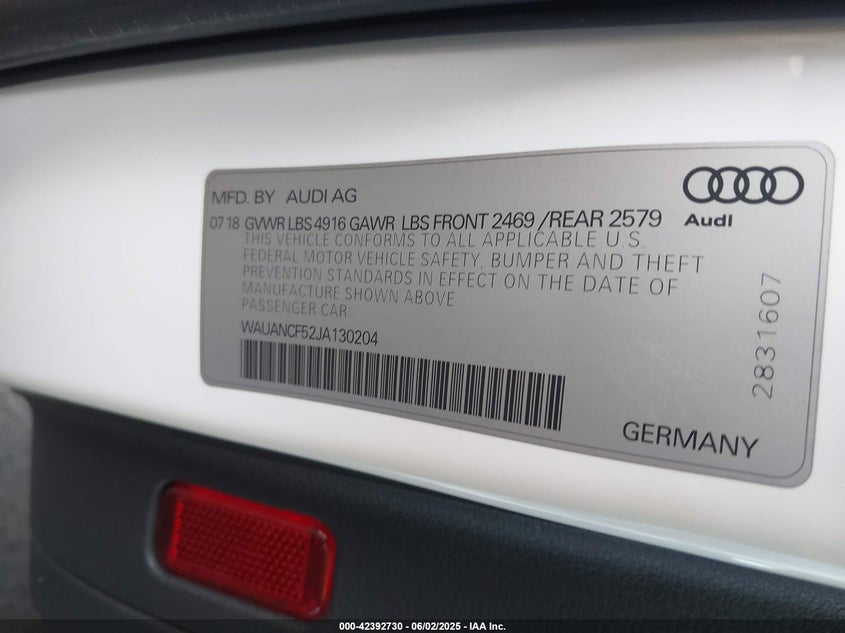 MFD. BY AUDI AG
Audi
07 18 GVWR LBS 4916 GAWR LBS FRONT 2469 /REAR 2579
THIS VEHICLE CONFORMS TO ALL APPLICABLE U.S.
FEDERAL MOTOR VEHICLE SAFETY, BUMPER AND THEFT
PREVENTION STANDARDS IN EFFECT ON THE DATE OF
MANUFACTURE SHOWN ABOVE
PASSENGER CAR
WAUANCF52JA130204
2831607
GERMANY
000-42392730 - 06/02/2025 - IAA Inc.